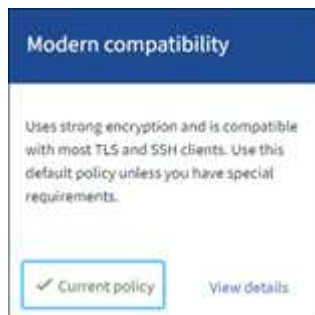 Modern compatibility
Uses strong encryption and is compatible
with most TLS and SSH clients. Use this
default policy unless you have special
requirements.
✓ Current policy
View details